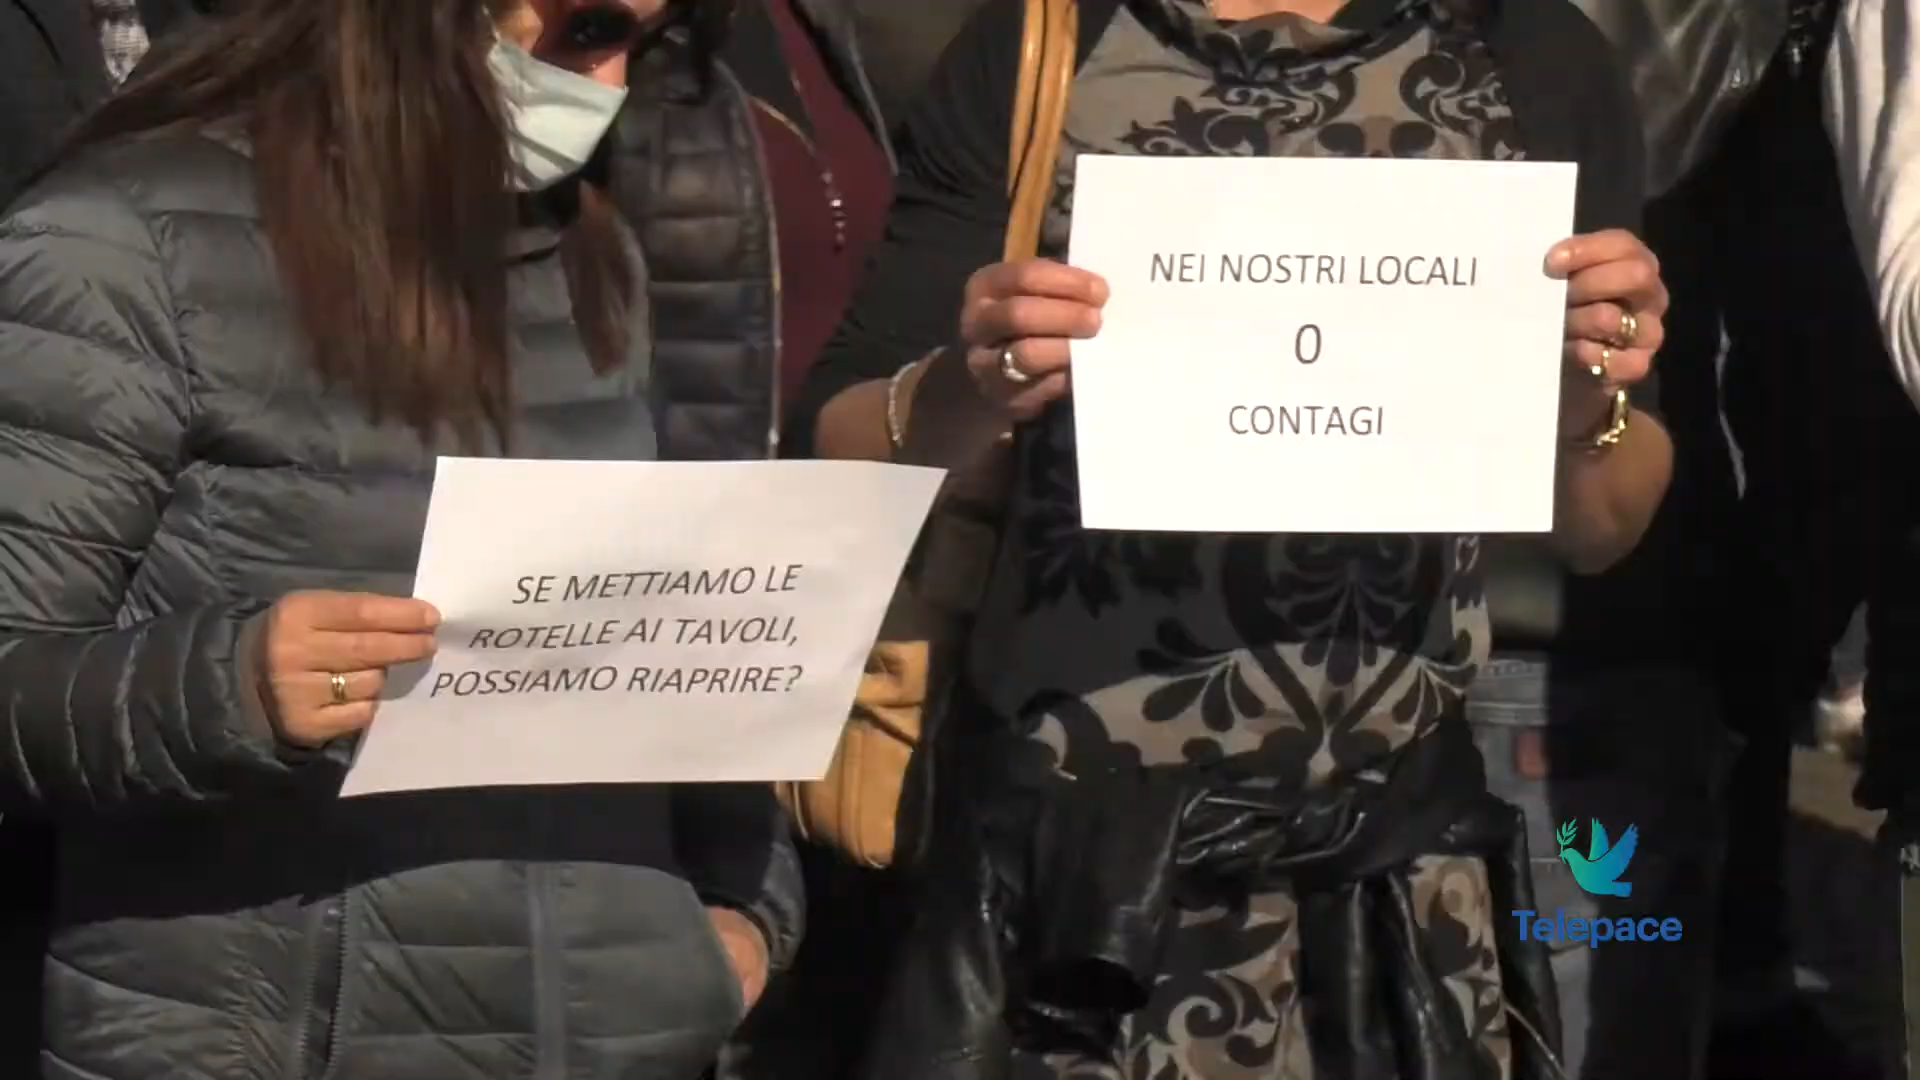 SE METTIAMO LE
ROTELLE AI TAVOLI,
POSSIAMO RIAPRIRE?
NEI NOSTRI LOCALI
0
CONTAGI
Telepace